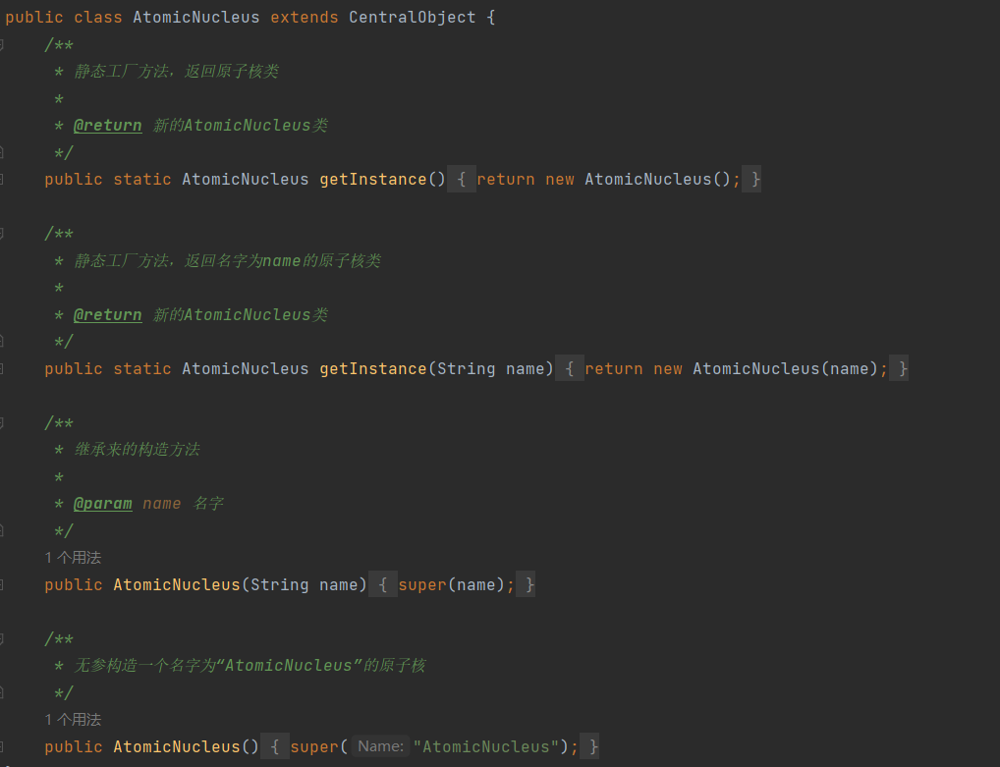 public class AtomicNucleus extends CentralObject {
/**
* 静态工厂方法，返回原子核类
*
* @return 新的AtomicNucleus类
*/
public static AtomicNucleus getInstance() { return new AtomicNucleus(); }
/**
* 静态工厂方法，返回名字为name的原子核类
*
* @return 新的AtomicNucleus类
*/
public static AtomicNucleus getInstance(String name) { return new AtomicNucleus(name); }
/**
* 继承来的构造方法
*
* @param name 名字
*/
1 个用法
public AtomicNucleus(String name) { super(name); }
/**
* 无参构造一个名字为“AtomicNucleus”的原子核
*/
1 个用法
public AtomicNucleus() { super( Name: "AtomicNucleus"); }